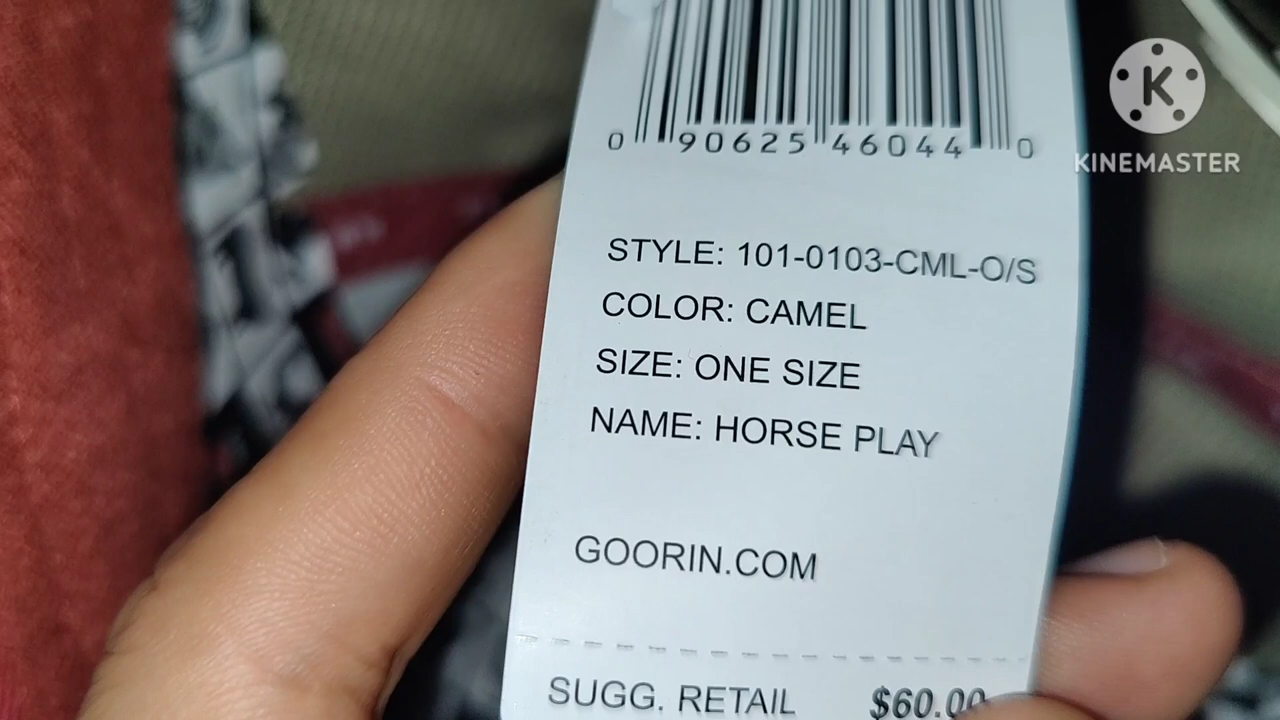 K
KINEMASTER
0 90625 46044 0
STYLE: 101-0103-CML-O/S
COLOR: CAMEL
SIZE: ONE SIZE
NAME: HORSE PLAY
GOORIN.COM
SUGG. RETAIL $60.00